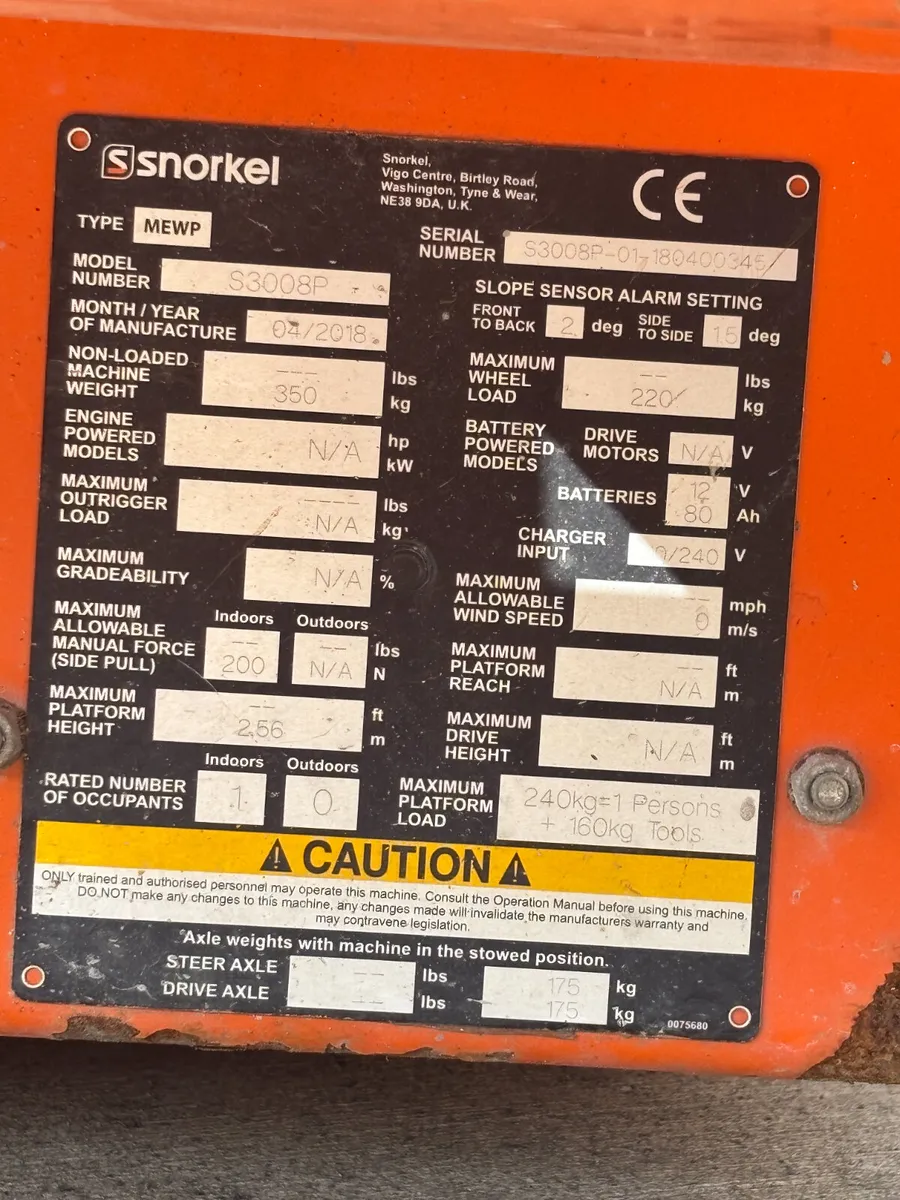 Ssnorkel
Snorkel,
Vigo Centre, Birtley Road,
Washington, Tyne & Wear,
NE38 9DA, U.K.
CE
TYPE MEWP
SERIAL
NUMBER S3008P-01-180400345
MODEL
NUMBER S3008P
SLOPE SENSOR ALARM SETTING
MONTH / YEAR
OF MANUFACTURE 04/2018
FRONT
TO BACK 2 deg
SIDE
TO SIDE 1.5 deg
NON-LOADED
MACHINE
WEIGHT
--- lbs
350 kg
MAXIMUM
WHEEL
LOAD
-- lbs
220 kg
ENGINE
POWERED
MODELS
hp
N/A kW
BATTERY
POWERED
MODELS
DRIVE
MOTORS N/A V
BATTERIES 12 V
80 Ah
MAXIMUM
OUTRIGGER
LOAD
---- lbs
N/A kg
CHARGER
INPUT /240 V
MAXIMUM
GRADEABILITY N/A %
MAXIMUM
ALLOWABLE
WIND SPEED
-- mph
0 m/s
MAXIMUM
ALLOWABLE
MANUAL FORCE
(SIDE PULL)
Indoors Outdoors
-- -- lbs
200 N/A N
MAXIMUM
PLATFORM
REACH
-- ft
N/A m
MAXIMUM
PLATFORM
HEIGHT
-- ft
2.56 m
MAXIMUM
DRIVE
HEIGHT
ft
N/A m
Indoors Outdoors
RATED NUMBER
OF OCCUPANTS 1 0
MAXIMUM
PLATFORM
LOAD
240kg=1 Persons
+ 160kg Tools
CAUTION
ONLY trained and authorised personnel may operate this machine. Consult the Operation Manual before using this machine.
DO NOT make any changes to this machine, any changes made will invalidate the manufacturers warranty and
may contravene legislation.
Axle weights with machine in the stowed position.
STEER AXLE -- lbs 175 kg
DRIVE AXLE -- lbs 175 kg
0075680